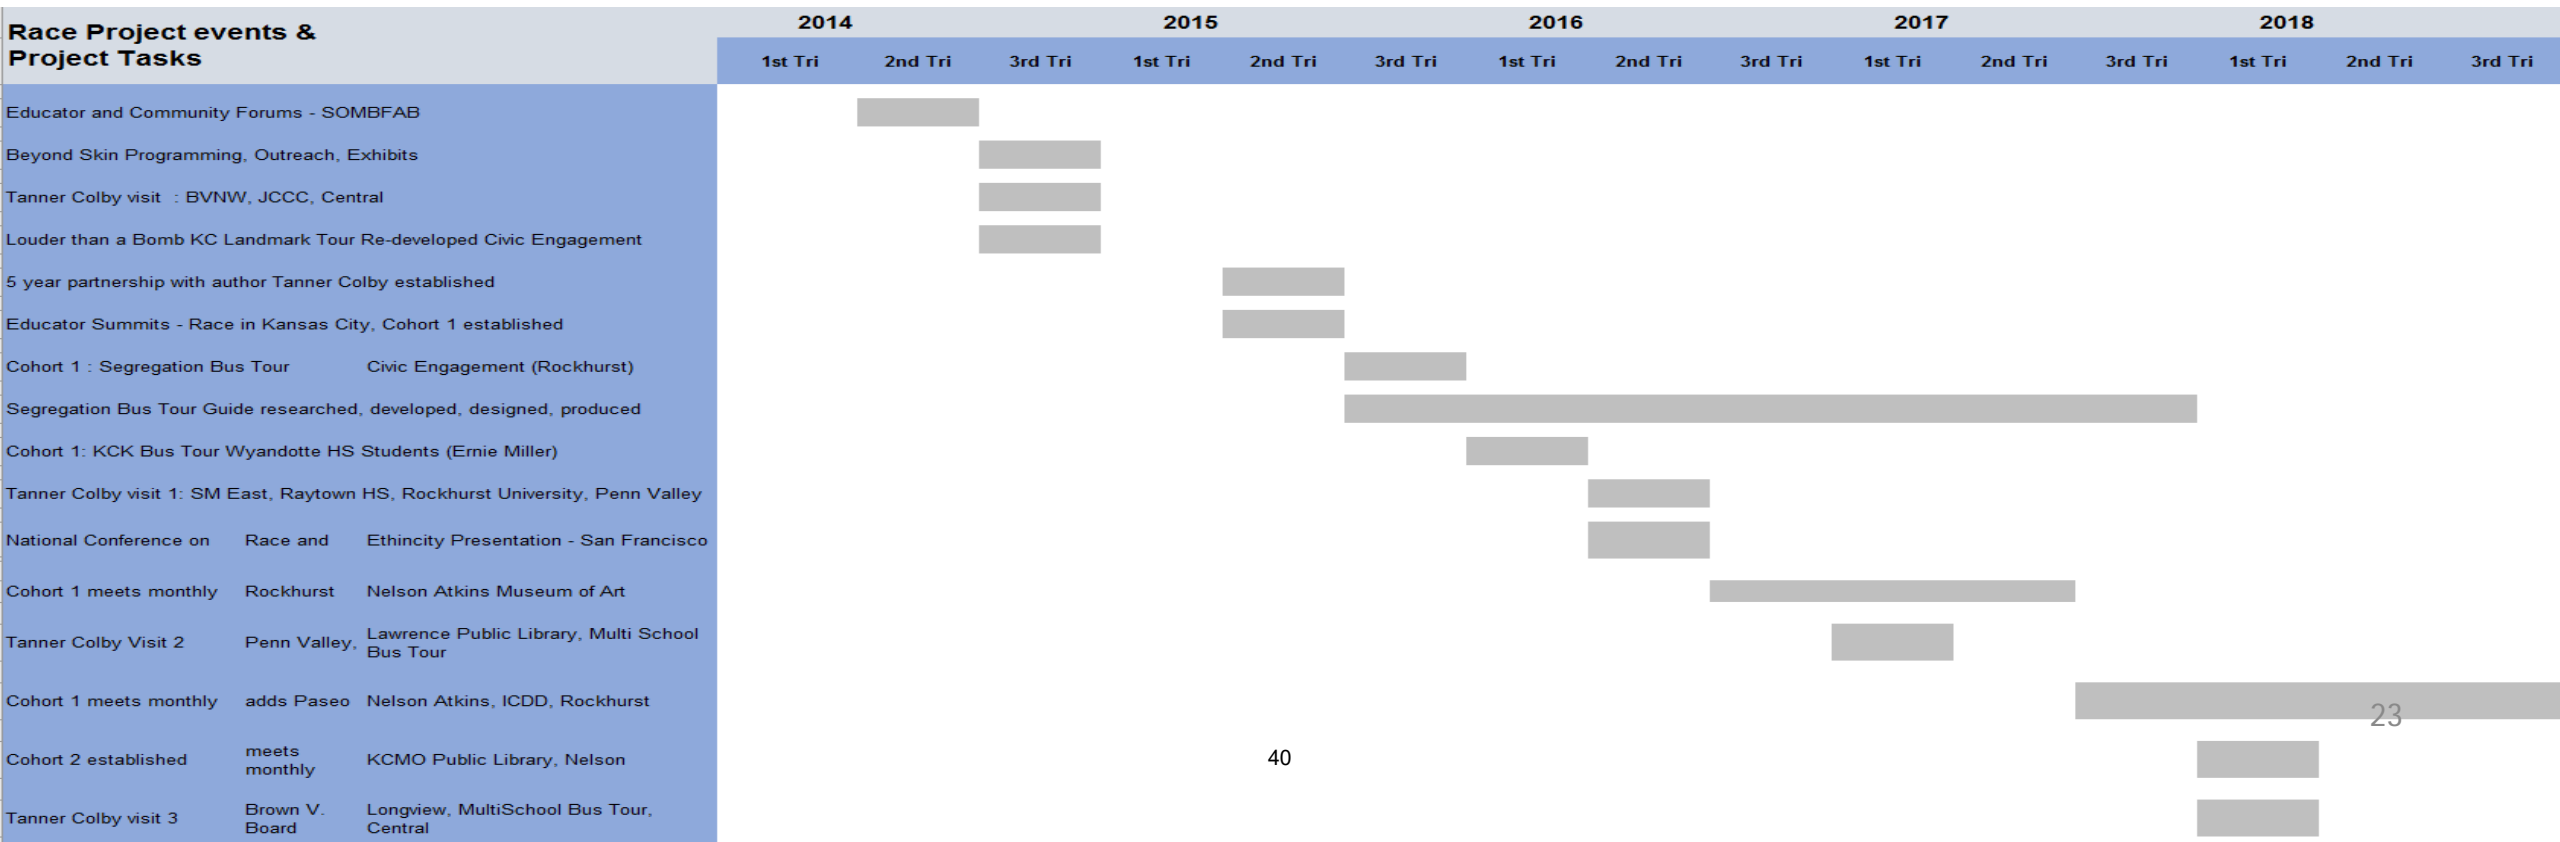 Race Project events &
Project Tasks
2014 2015 2016 2017 2018
1st Tri 2nd Tri 3rd Tri 1st Tri 2nd Tri 3rd Tri 1st Tri 2nd Tri 3rd Tri 1st Tri 2nd Tri 3rd Tri 1st Tri 2nd Tri 3rd Tri
Educator and Community Forums - SOMBFAB
Beyond Skin Programming, Outreach, Exhibits
Tanner Colby visit : BVNW, JCCC, Central
Louder than a Bomb KC Landmark Tour Re-developed Civic Engagement
5 year partnership with author Tanner Colby established
Educator Summits - Race in Kansas City, Cohort 1 established
Cohort 1 : Segregation Bus Tour Civic Engagement (Rockhurst)
Segregation Bus Tour Guide researched, developed, designed, produced
Cohort 1: KCK Bus Tour Wyandotte HS Students (Ernie Miller)
Tanner Colby visit 1: SM East, Raytown HS, Rockhurst University, Penn Valley
National Conference on Race and Ethincity Presentation - San Francisco
Cohort 1 meets monthly Rockhurst Nelson Atkins Museum of Art
Tanner Colby Visit 2 Penn Valley, Lawrence Public Library, Multi School
Bus Tour
Cohort 1 meets monthly adds Paseo Nelson Atkins, ICDD, Rockhurst
23
Cohort 2 established meets
monthly KCMO Public Library, Nelson
40
Tanner Colby visit 3 Brown V.
Board Longview, MultiSchool Bus Tour,
Central